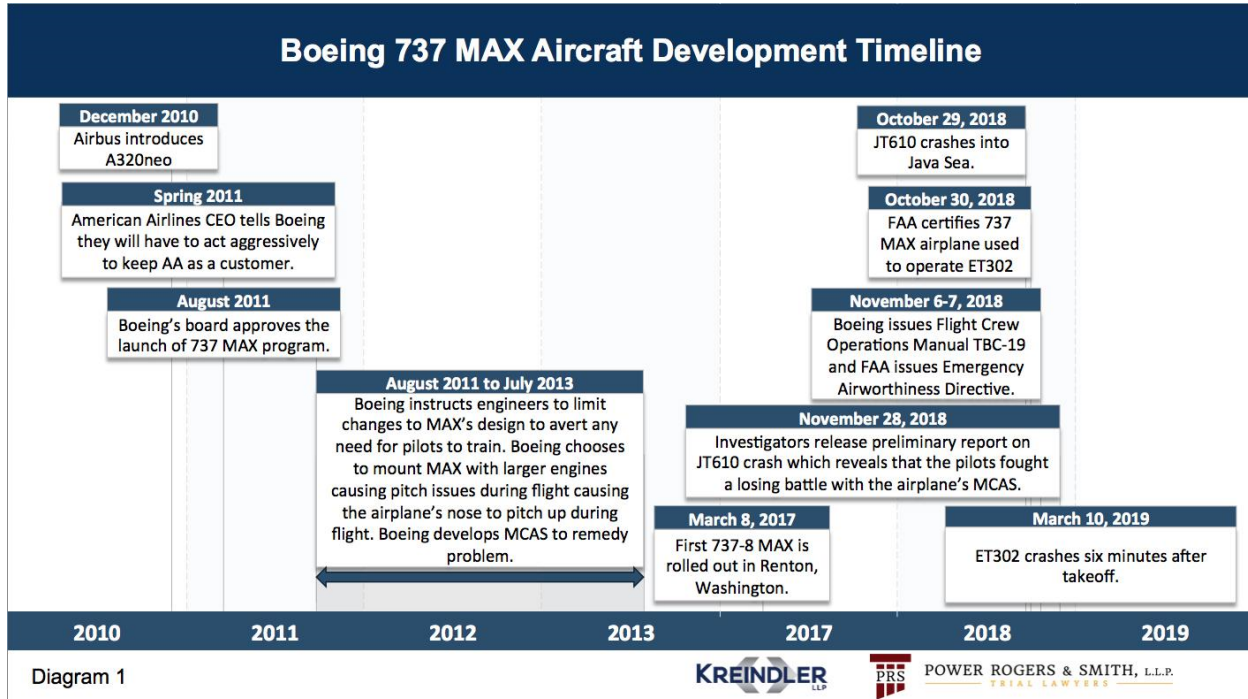 Boeing 737 MAX Aircraft Development Timeline
December 2010
Airbus introduces
A320neo
Spring 2011
American Airlines CEO tells Boeing
they will have to act aggressively
to keep AA as a customer.
August 2011
Boeing's board approves the
launch of 737 MAX program.
August 2011 to July 2013
Boeing instructs engineers to limit
changes to MAX's design to avert any
need for pilots to train. Boeing chooses
to mount MAX with larger engines
causing pitch issues during flight causing
the airplane's nose to pitch up during
flight. Boeing develops MCAS to remedy
problem.
March 8, 2017
First 737-8 MAX is
rolled out in Renton,
Washington.
October 29, 2018
JT610 crashes into
Java Sea.
October 30, 2018
FAA certifies 737
MAX airplane used
to operate ET302
November 6-7, 2018
Boeing issues Flight Crew
Operations Manual TBC-19
and FAA issues Emergency
Airworthiness Directive.
November 28, 2018
Investigators release preliminary report on
JT610 crash which reveals that the pilots fought
a losing battle with the airplane's MCAS.
March 10, 2019
ET302 crashes six minutes after
takeoff.
2010 2011 2012 2013 2017 2018 2019
Diagram 1
KREINDLER LLP
PRS
POWER ROGERS & SMITH, L.L.P.
TRIAL LAWYERS